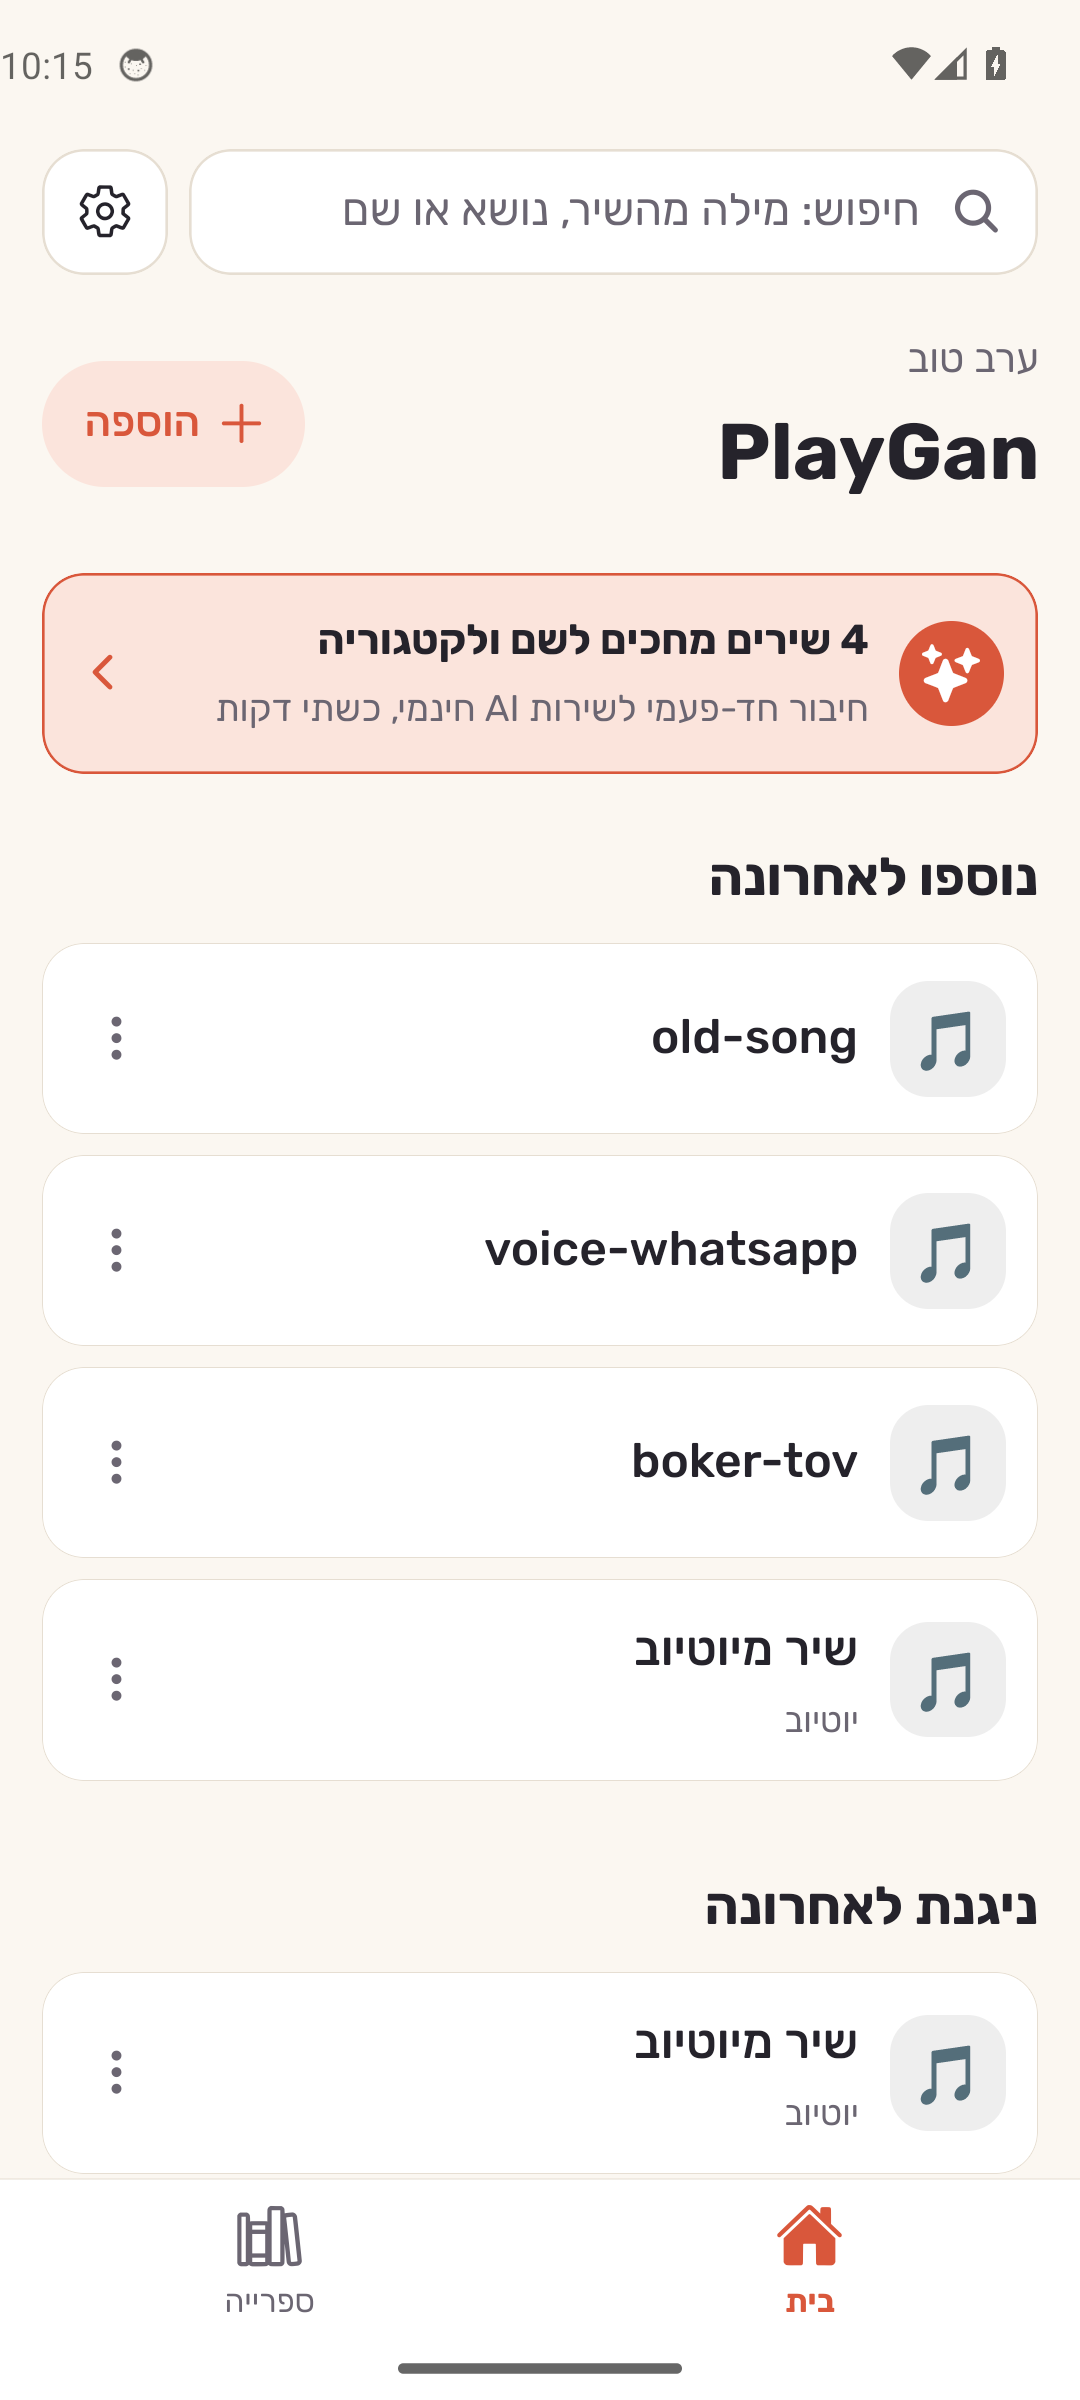 10:15
חיפוש: מילה מהשיר, נושא או שם
ערב טוב
PlayGan
הוספה
4 שירים מחכים לשם ולקטגוריה
חיבור חד-פעמי לשירות AI חינמי, כשתי דקות
נוספו לאחרונה
old-song
voice-whatsapp
boker-tov
שיר מיוטיוב
יוטיוב
ניגנת לאחרונה
שיר מיוטיוב
יוטיוב
בית
ספרייה